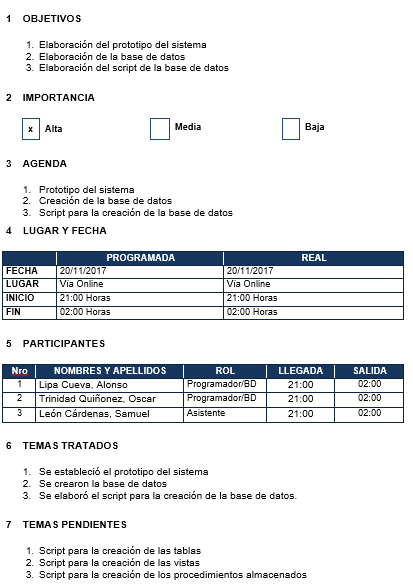 1 OBJETIVOS
1. Elaboración del prototipo del sistema
2. Elaboración de la base de datos
3. Elaboración del script de la base de datos
2 IMPORTANCIA
x Alta Media Baja
3 AGENDA
1. Prototipo del sistema
2. Creación de la base de datos
3. Script para la creación de la base de datos
4 LUGAR Y FECHA
PROGRAMADA REAL
FECHA 20/11/2017 20/11/2017
LUGAR Vía Online Vía Online
INICIO 21:00 Horas 21:00 Horas
FIN 02:00 Horas 02:00 Horas
5 PARTICIPANTES
Nro NOMBRES Y APELLIDOS ROL LLEGADA SALIDA
1 Lipa Cueva, Alonso Programador/BD 21:00 02:00
2 Trinidad Quiñonez, Oscar Programador/BD 21:00 02:00
3 León Cárdenas, Samuel Asistente 21:00 02:00
6 TEMAS TRATADOS
1. Se estableció el prototipo del sistema
2. Se crearon la base de datos
3. Se elaboró el script para la creación de la base de datos.
7 TEMAS PENDIENTES
1. Script para la creación de las tablas
2. Script para la creación de las vistas
3. Script para la creación de los procedimientos almacenados